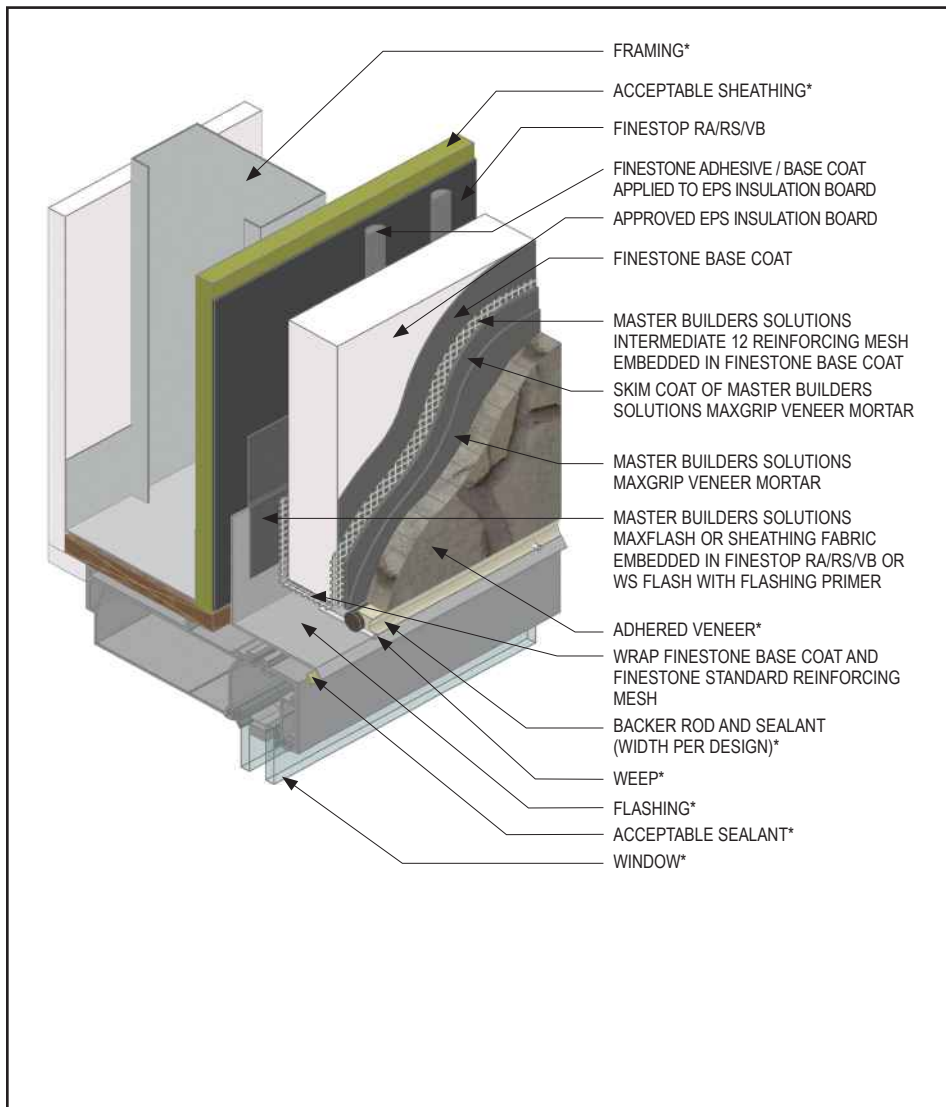 FRAMING*
ACCEPTABLE SHEATHING*
FINESTOP RA/RS/VB
FINESTONE ADHESIVE / BASE COAT
APPLIED TO EPS INSULATION BOARD
APPROVED EPS INSULATION BOARD
FINESTONE BASE COAT
MASTER BUILDERS SOLUTIONS
INTERMEDIATE 12 REINFORCING MESH
EMBEDDED IN FINESTONE BASE COAT
SKIM COAT OF MASTER BUILDERS
SOLUTIONS MAXGRIP VENEER MORTAR
MASTER BUILDERS SOLUTIONS
MAXGRIP VENEER MORTAR
MASTER BUILDERS SOLUTIONS
MAXFLASH OR SHEATHING FABRIC
EMBEDDED IN FINESTOP RA/RS/VB OR
WS FLASH WITH FLASHING PRIMER
ADHERED VENEER*
WRAP FINESTONE BASE COAT AND
FINESTONE STANDARD REINFORCING
MESH
BACKER ROD AND SEALANT
(WIDTH PER DESIGN)*
WEEP*
FLASHING*
ACCEPTABLE SEALANT*
WINDOW*